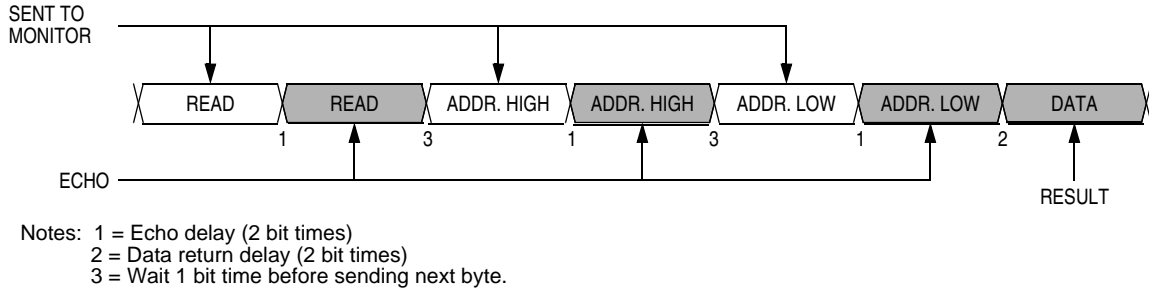 SENT TO
MONITOR
READ READ ADDR. HIGH ADDR. HIGH ADDR. LOW ADDR. LOW DATA
1 3 1 3 1 2
ECHO
RESULT
Notes: 1 = Echo delay (2 bit times)
2 = Data return delay (2 bit times)
3 = Wait 1 bit time before sending next byte.